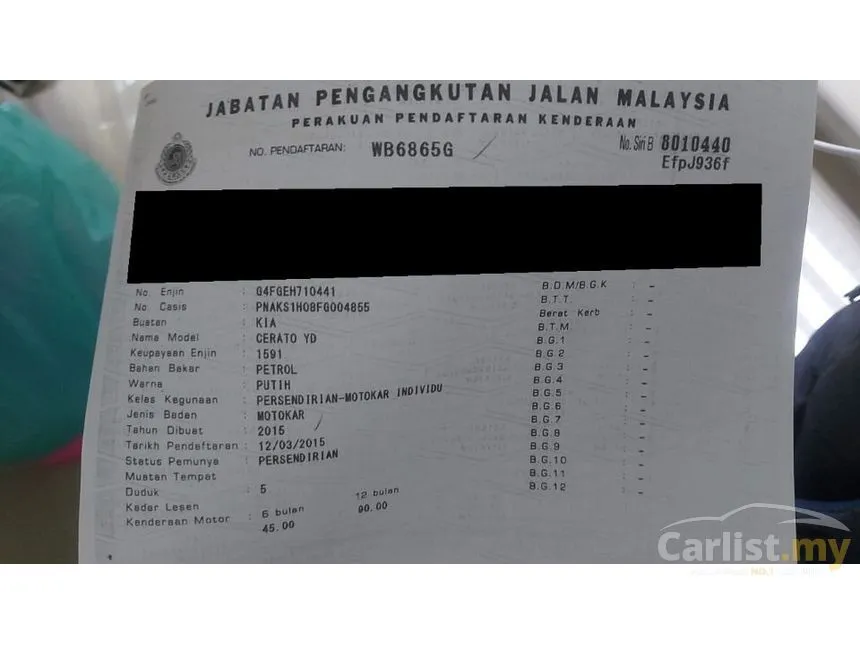 JABATAN PENGANGKUTAN JALAN MALAYSIA
PERAKUAN PENDAFTARAN KENDERAAN
NO. PENDAFTARAN: WB6865G
No. Siri B 8010440
EfpJ936f
No. Enjin : G4FGEH710441
No. Casis : PNAKS1H08FG004855
Buatan : KIA
Nama Model : CERATO YD
Keupayaan Enjin : 1591
Bahan Bakar : PETROL
Warna : PUTIH
Kelas Kegunaan : PERSENDIRIAN-MOTOKAR INDIVIDU
Jenis Badan : MOTOKAR
Tahun Dibuat : 2015
Tarikh Pendaftaran : 12/03/2015
Status Pemunya : PERSENDIRIAN
Muatan Tempat
Duduk : 5
Kadar Lesen
Kenderaan Motor : 6 bulan 12 bulan
45.00 90.00
B.D.M/B.G.K : -
B.T.T. : -
Berat Kerb
B.T.M. : -
B.G.1 : -
B.G.2 : -
B.G.3 : -
B.G.4 : -
B.G.5 : -
B.G.6 : -
B.G.7 : -
B.G.8 : -
B.G.9 : -
B.G.10 : -
B.G.11 : -
B.G.12 : -
Carlist.my